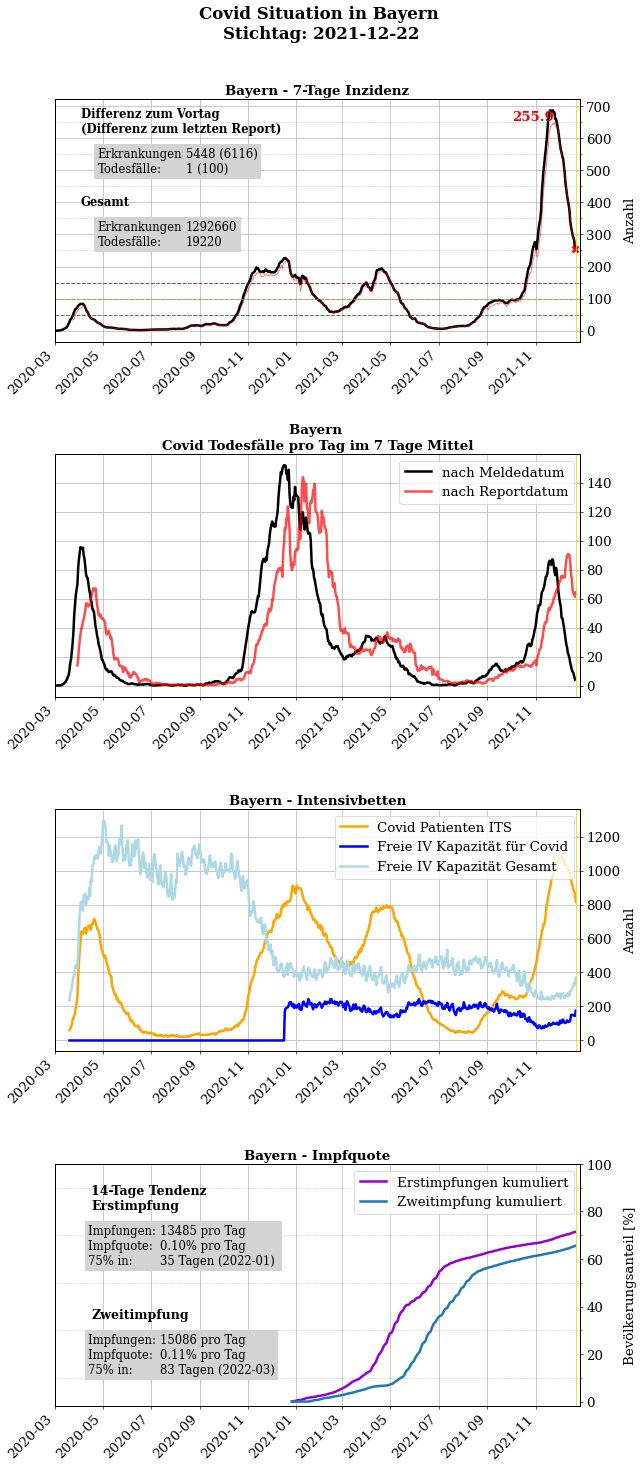 Covid Situation in Bayern
Stichtag: 2021-12-22
Bayern - 7-Tage Inzidenz
Differenz zum Vortag
(Differenz zum letzten Report)
Erkrankungen 5448 (6116)
Todesfälle: 1 (100)
Gesamt
Erkrankungen 1292660
Todesfälle: 19220
255.9
700
600
500
400
300
200
100
0
Anzahl
2020-03
2020-05
2020-07
2020-09
2020-11
2021-01
2021-03
2021-05
2021-07
2021-09
2021-11
Bayern
Covid Todesfälle pro Tag im 7 Tage Mittel
nach Meldedatum
nach Reportdatum
140
120
100
80
60
40
20
0
2020-03
2020-05
2020-07
2020-09
2020-11
2021-01
2021-03
2021-05
2021-07
2021-09
2021-11
Bayern - Intensivbetten
Covid Patienten ITS
Freie IV Kapazität für Covid
Freie IV Kapazität Gesamt
1200
1000
800
600
400
200
0
Anzahl
2020-03
2020-05
2020-07
2020-09
2020-11
2021-01
2021-03
2021-05
2021-07
2021-09
2021-11
Bayern - Impfquote
14-Tage Tendenz
Erstimpfung
Impfungen: 13485 pro Tag
Impfquote: 0.10% pro Tag
75% in: 35 Tagen (2022-01)
Zweitimpfung
Impfungen: 15086 pro Tag
Impfquote: 0.11% pro Tag
75% in: 83 Tagen (2022-03)
Erstimpfungen kumuliert
Zweitimpfung kumuliert
100
80
60
40
20
0
Bevölkerungsanteil [%]
2020-03
2020-05
2020-07
2020-09
2020-11
2021-01
2021-03
2021-05
2021-07
2021-09
2021-11